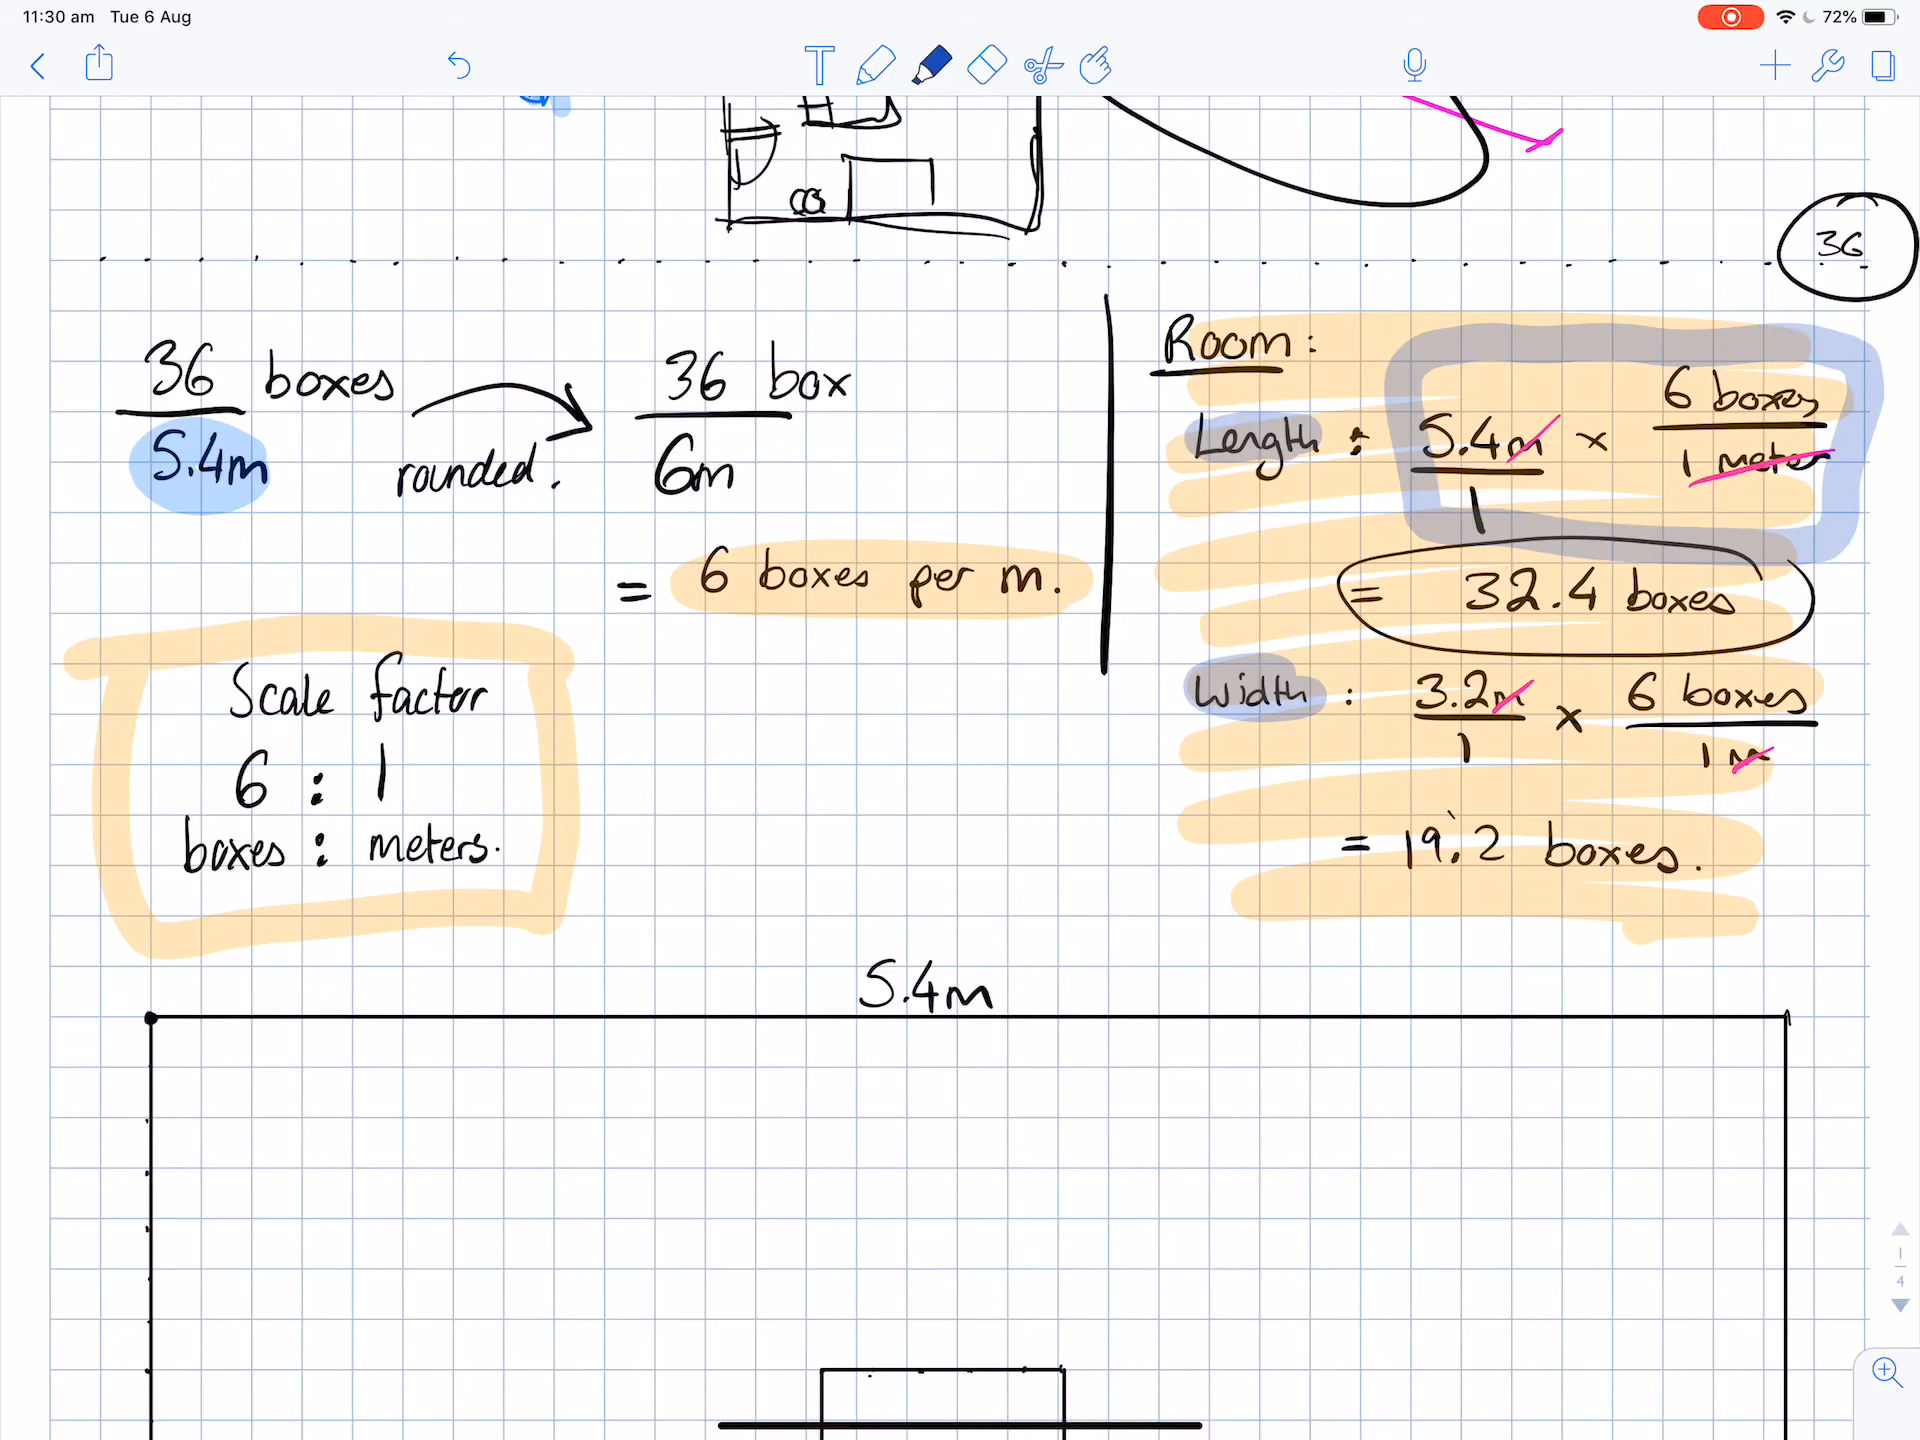 11:30 am Tue 6 Aug
72%
T
36
36 boxes
5.4m
rounded.
36 box
6m
= 6 boxes per m.
Scale factor
6 : 1
boxes : meters.
Room:
Length : 5.4m × 6 boxes
1 1 meter
= 32.4 boxes
Width : 3.2m × 6 boxes
1 1m
= 19.2 boxes.
5.4m
1
4